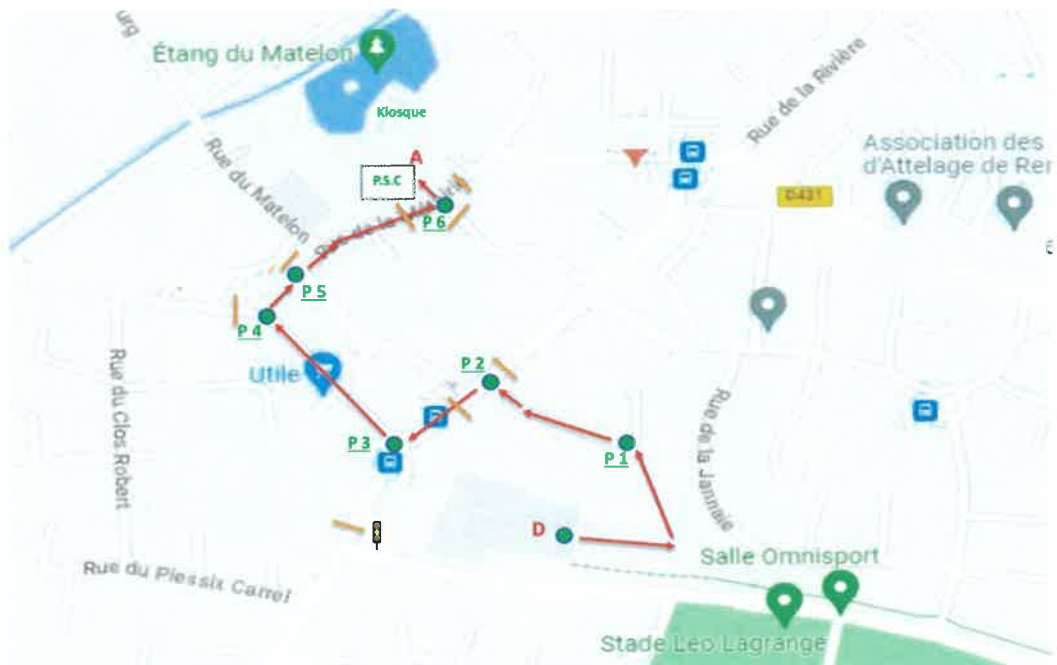 Étang du Matelon
Kiosque
Rue de la Rivière
Association des
d'Attelage de Rer
Rue du Matelon
A
P.S.C
P 6
D431
P 5
P 4
Utile
P 2
Rue du Clos Robert
P 3
P 1
Rue de la Jannaie
D
Salle Omnisport
Rue du Plessix Carrel
Stade Leo Lagrange